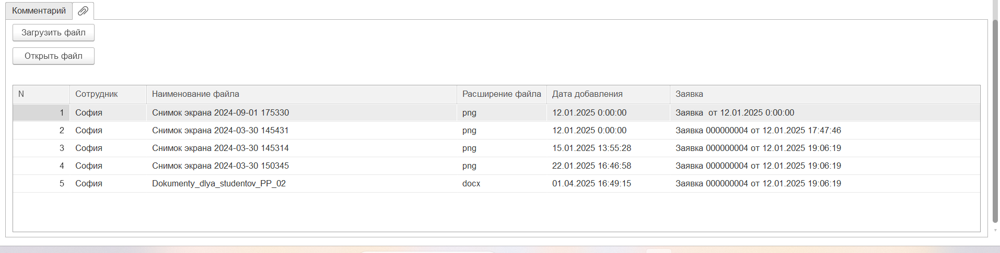 Комментарий
Загрузить файл
Открыть файл
N Сотрудник Наименование файла Расширение файла Дата добавления Заявка
1 София Снимок экрана 2024-09-01 175330 png 12.01.2025 0:00:00 Заявка  от 12.01.2025 0:00:00
2 София Снимок экрана 2024-03-30 145431 png 12.01.2025 0:00:00 Заявка 000000004 от 12.01.2025 17:47:46
3 София Снимок экрана 2024-03-30 145314 png 15.01.2025 13:55:28 Заявка 000000004 от 12.01.2025 19:06:19
4 София Снимок экрана 2024-03-30 150345 png 22.01.2025 16:46:58 Заявка 000000004 от 12.01.2025 19:06:19
5 София Dokumenty_dlya_studentov_PP_02 docx 01.04.2025 16:49:15 Заявка 000000004 от 12.01.2025 19:06:19